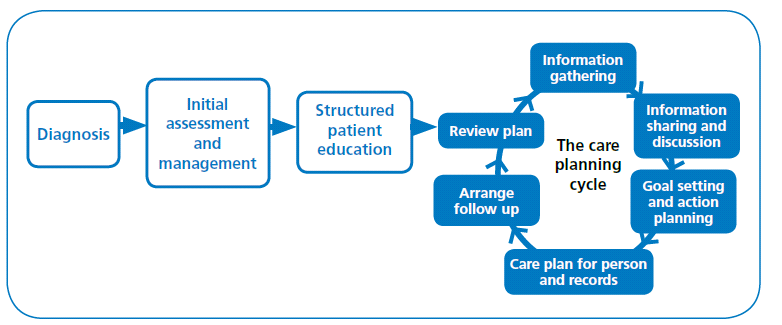 Diagnosis
Initial
assessment
and
management
Structured
patient
education
Review plan
Information
gathering
Information
sharing and
discussion
Goal setting
and action
planning
Care plan for person
and records
Arrange
follow up
The care
planning
cycle